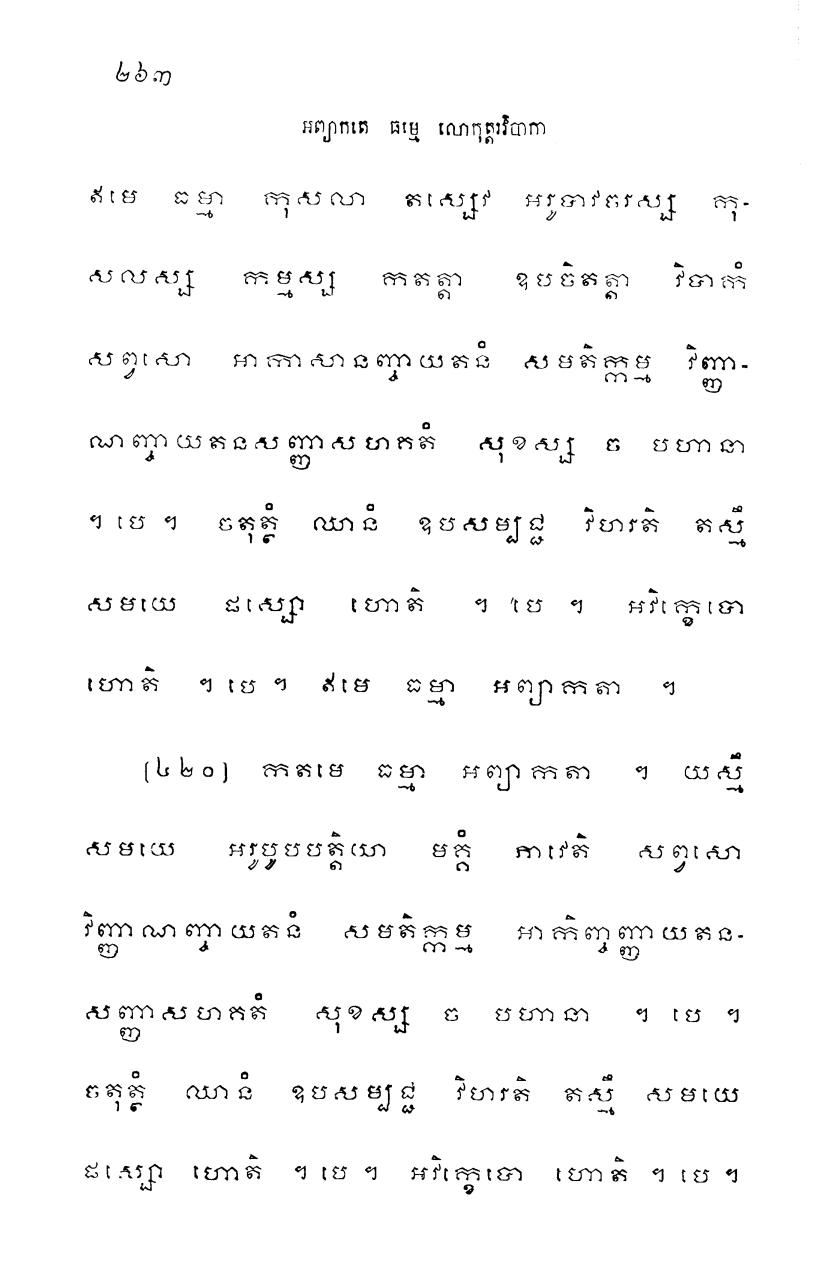 ២៦៣
អព្យាកតេ ធម្មេ លោកុត្តរវិបាកា
ឥមេ ធម្មា កុសលា តស្សេវ អរូបាវចរស្ស កុ-
សលស្ស កម្មស្ស កតត្តា ឧបចិតត្តា វិបាកំ
សព្វសោ អាកាសានញ្ចាយតនំ សមតិក្កម្ម វិញ្ញា-
ណញ្ចាយតនសញ្ញាសហគតំ សុខស្ស ច បហានា
។ បេ ។ ចតុត្ថំ ឈានំ ឧបសម្បជ្ជ វិហរតិ តស្មឹ
សមយេ ផស្សោ ហោតិ ។ បេ ។ អវិក្ខេបោ
ហោតិ ។ បេ ។ ឥមេ ធម្មា អព្យាកតា ។
[៤២០] កតមេ ធម្មា អព្យាកតា ។ យស្មឹ
សមយេ អរូបូបបត្តិយា មគ្គំ ភាវេតិ សព្វសោ
វិញ្ញាណញ្ចាយតនំ សមតិក្កម្ម អាកិញ្ចញ្ញាយតន-
សញ្ញាសហគតំ សុខស្ស ច បហានា ។ បេ ។
ចតុត្ថំ ឈានំ ឧបសម្បជ្ជ វិហរតិ តស្មឹ សមយេ
ផស្សោ ហោតិ ។ បេ ។ អវិក្ខេបោ ហោតិ ។ បេ ។